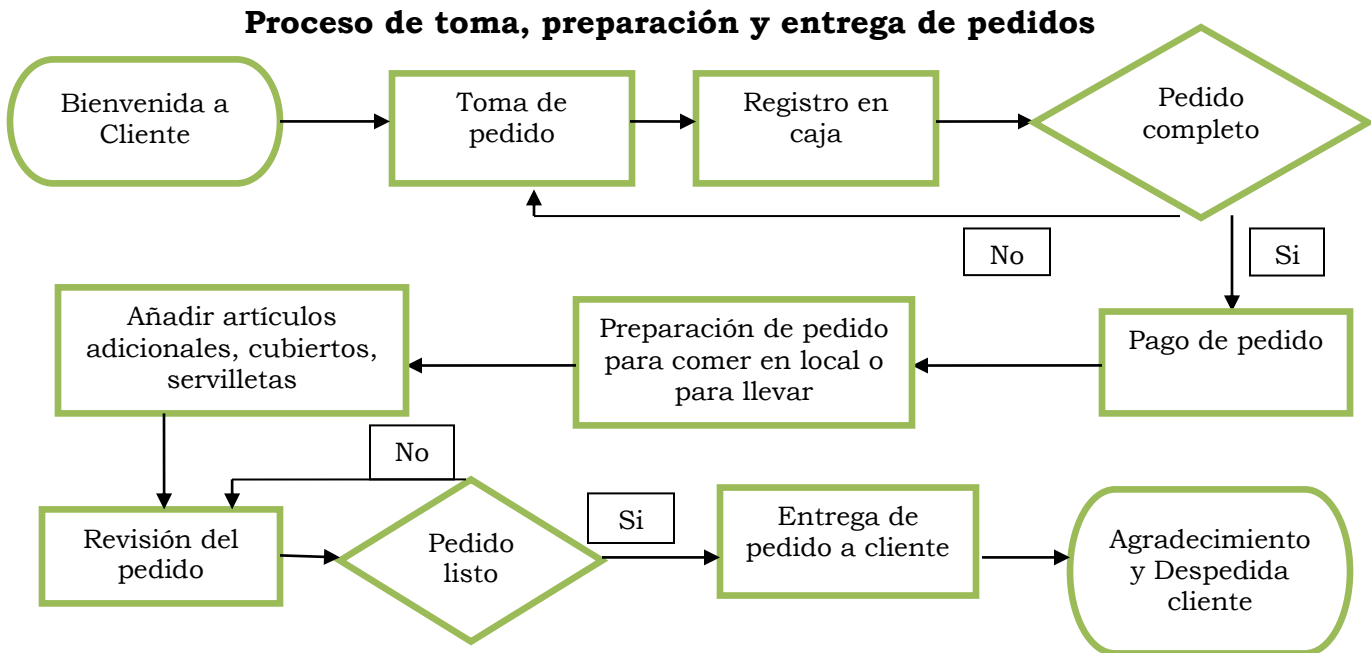 Proceso de toma, preparación y entrega de pedidos
Bienvenida a
Cliente
Toma de
pedido
Registro en
caja
Pedido
completo
No
Si
Añadir artículos
adicionales, cubiertos,
servilletas
Preparación de pedido
para comer en local o
para llevar
Pago de pedido
No
Revisión del
pedido
Pedido
listo
Si
Entrega de
pedido a cliente
Agradecimiento
y Despedida
cliente